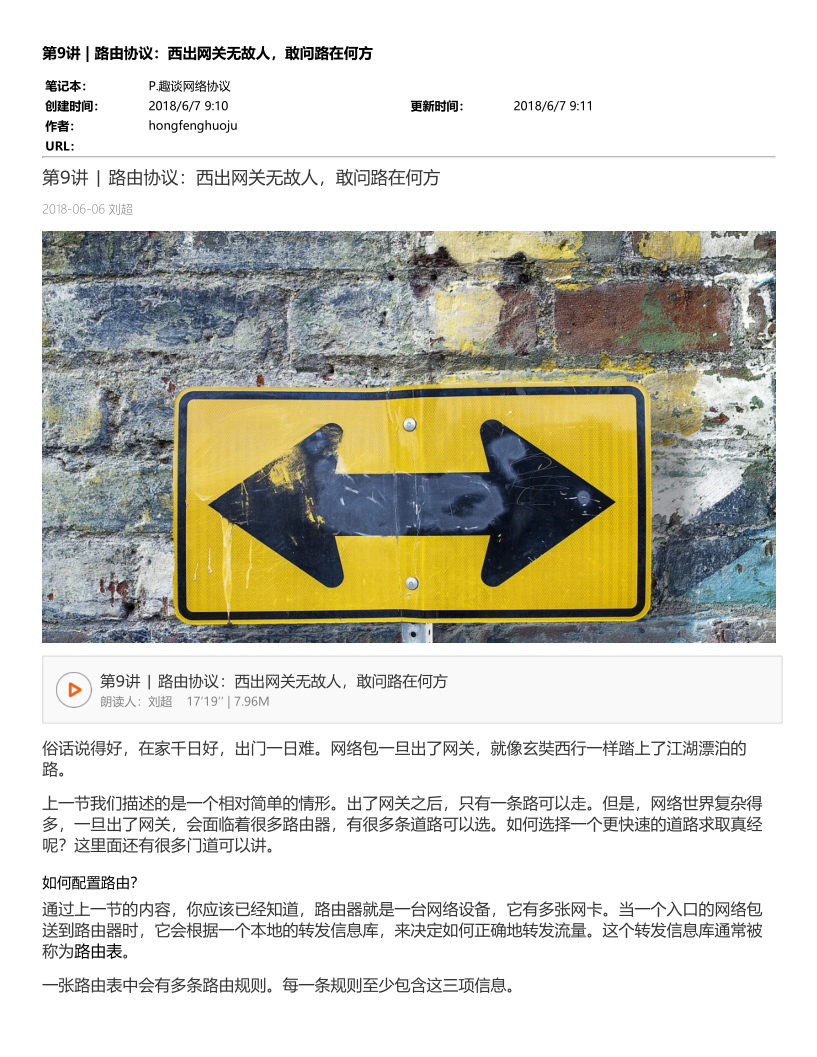 第9讲 | 路由协议：西出网关无故人，敢问路在何方
笔记本： P.趣谈网络协议
创建时间： 2018/6/7 9:10 更新时间： 2018/6/7 9:11
作者： hongfenghuoju
URL：
第9讲 | 路由协议：西出网关无故人，敢问路在何方
2018-06-06 刘超
第9讲 | 路由协议：西出网关无故人，敢问路在何方
朗读人：刘超 17′19′′ | 7.96M
俗话说得好，在家千日好，出门一日难。网络包一旦出了网关，就像玄奘西行一样踏上了江湖漂泊的
路。
上一节我们描述的是一个相对简单的情形。出了网关之后，只有一条路可以走。但是，网络世界复杂得
多，一旦出了网关，会面临着很多路由器，有很多条道路可以选。如何选择一个更快速的道路求取真经
呢？这里面还有很多门道可以讲。
如何配置路由？
通过上一节的内容，你应该已经知道，路由器就是一台网络设备，它有多张网卡。当一个入口的网络包
送到路由器时，它会根据一个本地的转发信息库，来决定如何正确地转发流量。这个转发信息库通常被
称为路由表。
一张路由表中会有多条路由规则。每一条规则至少包含这三项信息。